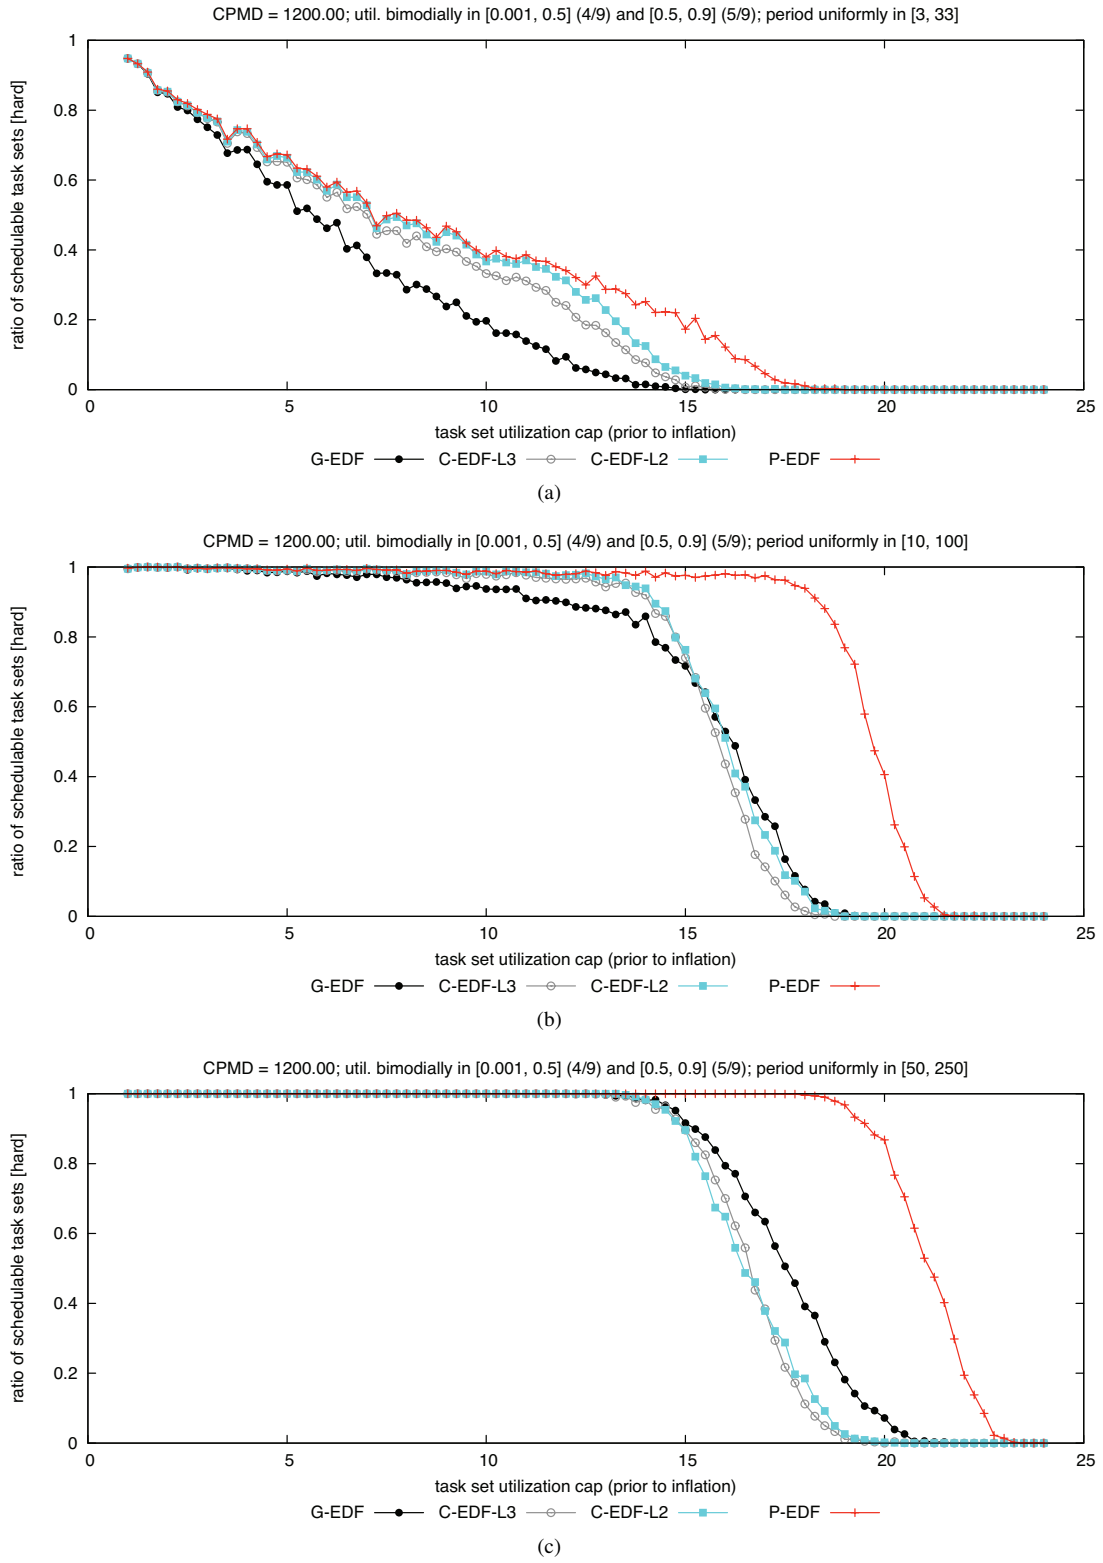 CPMD = 1200.00; util. bimodially in [0.001, 0.5] (4/9) and [0.5, 0.9] (5/9); period uniformly in [3, 33]
ratio of schedulable task sets [hard]
1
0.8
0.6
0.4
0.2
0
0 5 10 15 20 25
task set utilization cap (prior to inflation)
G-EDF C-EDF-L3 C-EDF-L2 P-EDF
(a)
CPMD = 1200.00; util. bimodially in [0.001, 0.5] (4/9) and [0.5, 0.9] (5/9); period uniformly in [10, 100]
ratio of schedulable task sets [hard]
1
0.8
0.6
0.4
0.2
0
0 5 10 15 20 25
task set utilization cap (prior to inflation)
G-EDF C-EDF-L3 C-EDF-L2 P-EDF
(b)
CPMD = 1200.00; util. bimodially in [0.001, 0.5] (4/9) and [0.5, 0.9] (5/9); period uniformly in [50, 250]
ratio of schedulable task sets [hard]
1
0.8
0.6
0.4
0.2
0
0 5 10 15 20 25
task set utilization cap (prior to inflation)
G-EDF C-EDF-L3 C-EDF-L2 P-EDF
(c)